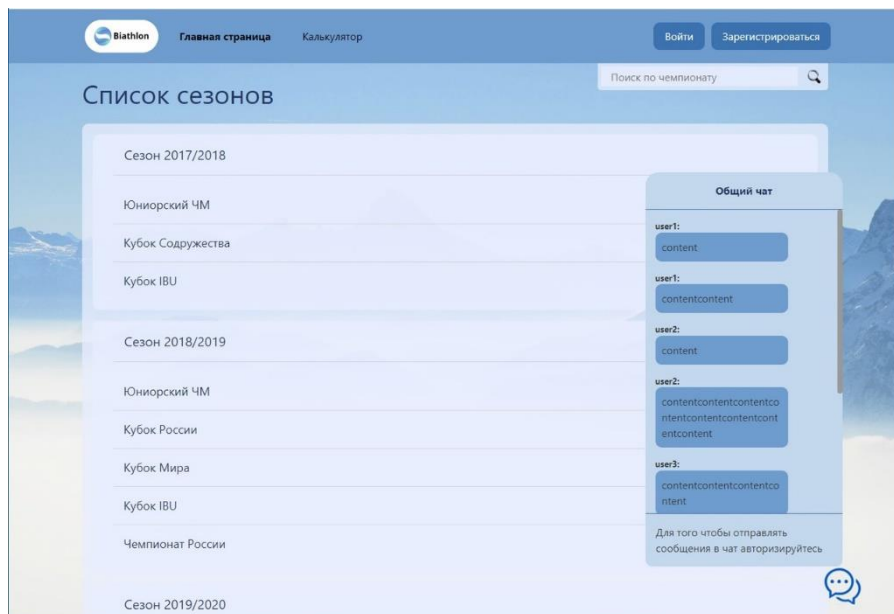 Biathlon
Главная страница
Калькулятор
Войти
Зарегистрироваться
Поиск по чемпионату
Список сезонов
Сезон 2017/2018
Юниорский ЧМ
Кубок Содружества
Кубок IBU
Сезон 2018/2019
Юниорский ЧМ
Кубок России
Кубок Мира
Кубок IBU
Чемпионат России
Сезон 2019/2020
Общий чат
user1:
content
user1:
contentcontent
user2:
content
user2:
contentcontentcontentco
ntentcontentcontentcont
entcontent
user3:
contentcontentcontentco
ntent
Для того чтобы отправлять
сообщения в чат авторизируйтесь